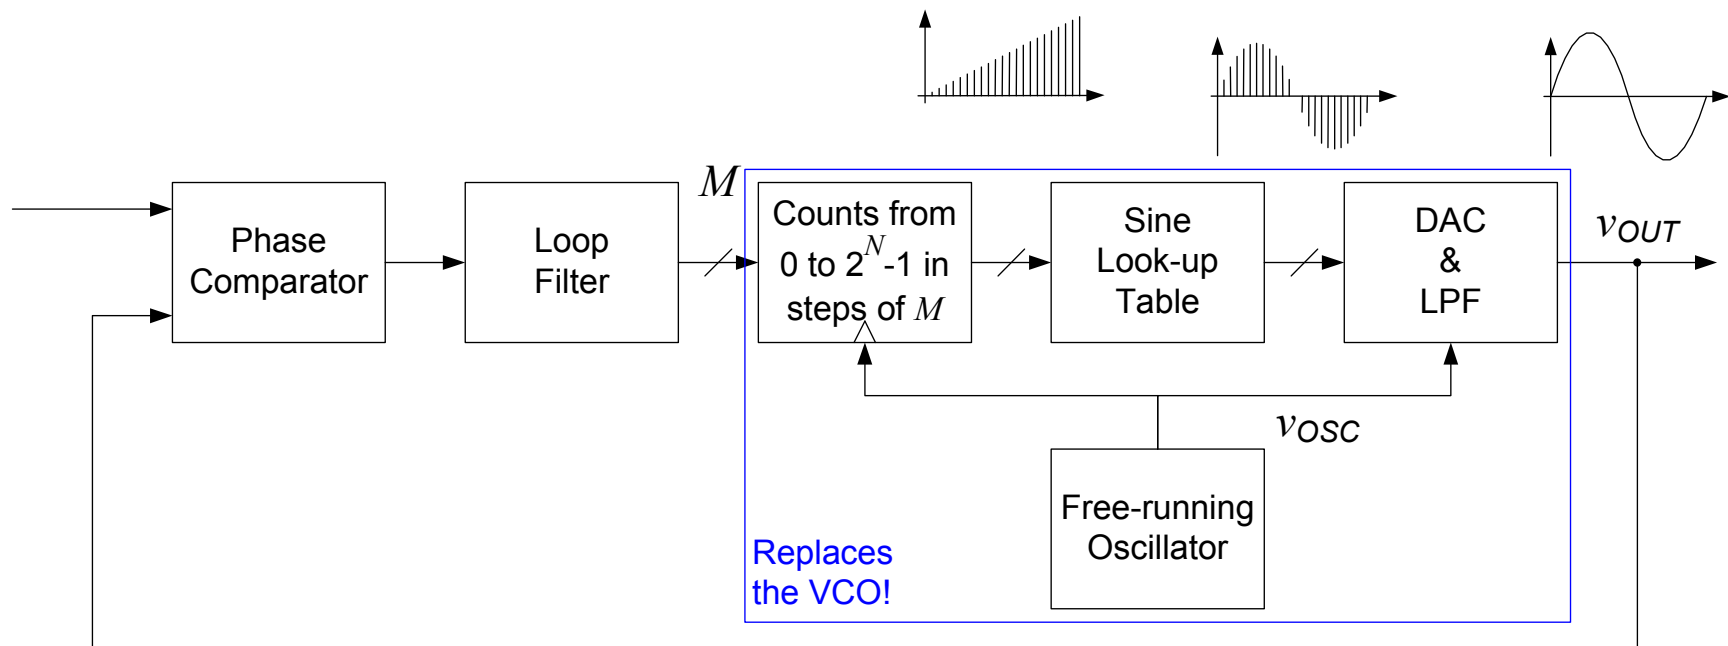 Phase
Comparator
Loop
Filter
M
Counts from
0 to 2^N-1 in
steps of M
Sine
Look-up
Table
DAC
&
LPF
vOUT
vOSC
Free-running
Oscillator
Replaces
the VCO!